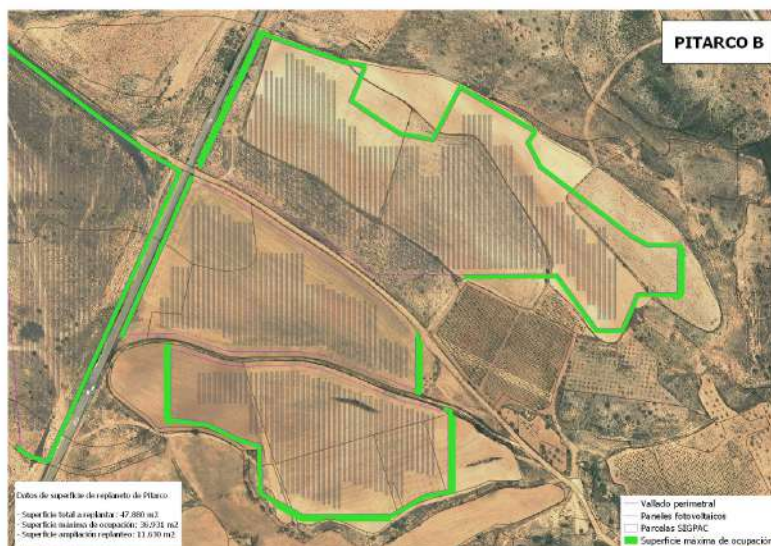 PITARCO B
Datos de superficie de replaneto de Pitarco
- Superficie total a replantar: 47.880 m2
- Superficie máxima de ocupación: 36.931 m2
- Superficie ampliación replanteo: 11.630 m2
Vallado perimetral
Paneles fotovoltaicos
Parcelas SIGPAC
Superficie máxima de ocupación